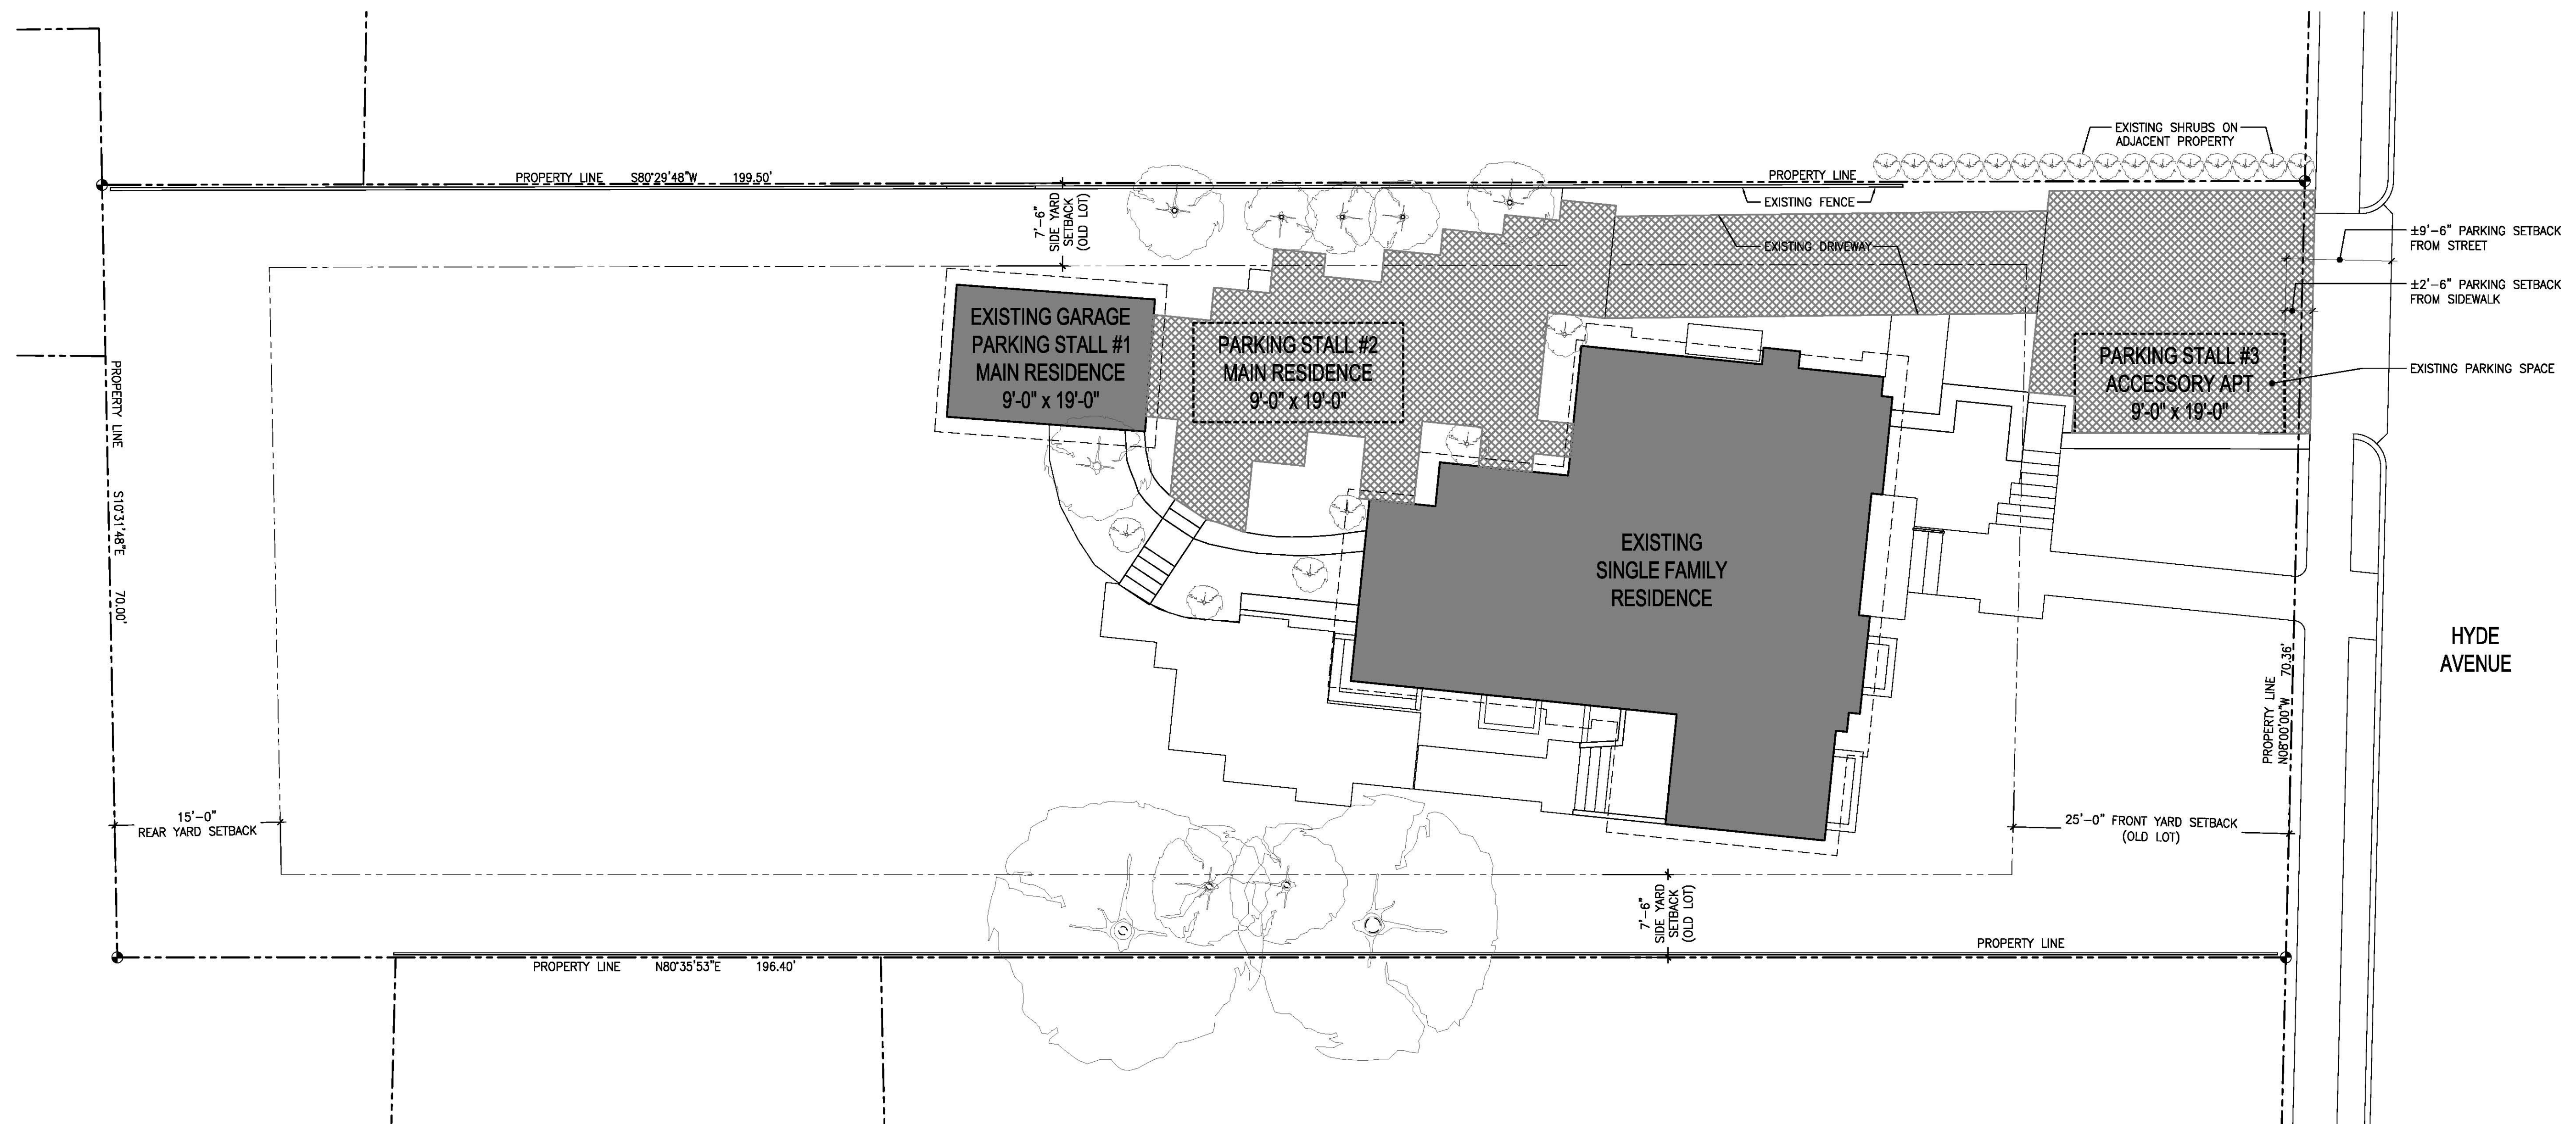 EXISTING SHRUBS ON
ADJACENT PROPERTY
PROPERTY LINE S80°29'48"W 199.50'
PROPERTY LINE
EXISTING FENCE
7'-6"
SIDE YARD
SETBACK
(OLD LOT)
EXISTING DRIVEWAY
±9'-6" PARKING SETBACK
FROM STREET
±2'-6" PARKING SETBACK
FROM SIDEWALK
EXISTING PARKING SPACE
EXISTING GARAGE
PARKING STALL #1
MAIN RESIDENCE
9'-0" x 19'-0"
PARKING STALL #2
MAIN RESIDENCE
9'-0" x 19'-0"
PARKING STALL #3
ACCESSORY APT
9'-0" x 19'-0"
PROPERTY LINE S10°31'48"E 70.00'
EXISTING
SINGLE FAMILY
RESIDENCE
HYDE
AVENUE
PROPERTY LINE
N08°00'00"W 70.36'
15'-0"
REAR YARD SETBACK
25'-0" FRONT YARD SETBACK
(OLD LOT)
7'-6"
SIDE YARD
SETBACK
(OLD LOT)
PROPERTY LINE
PROPERTY LINE N80°35'53"E 196.40'